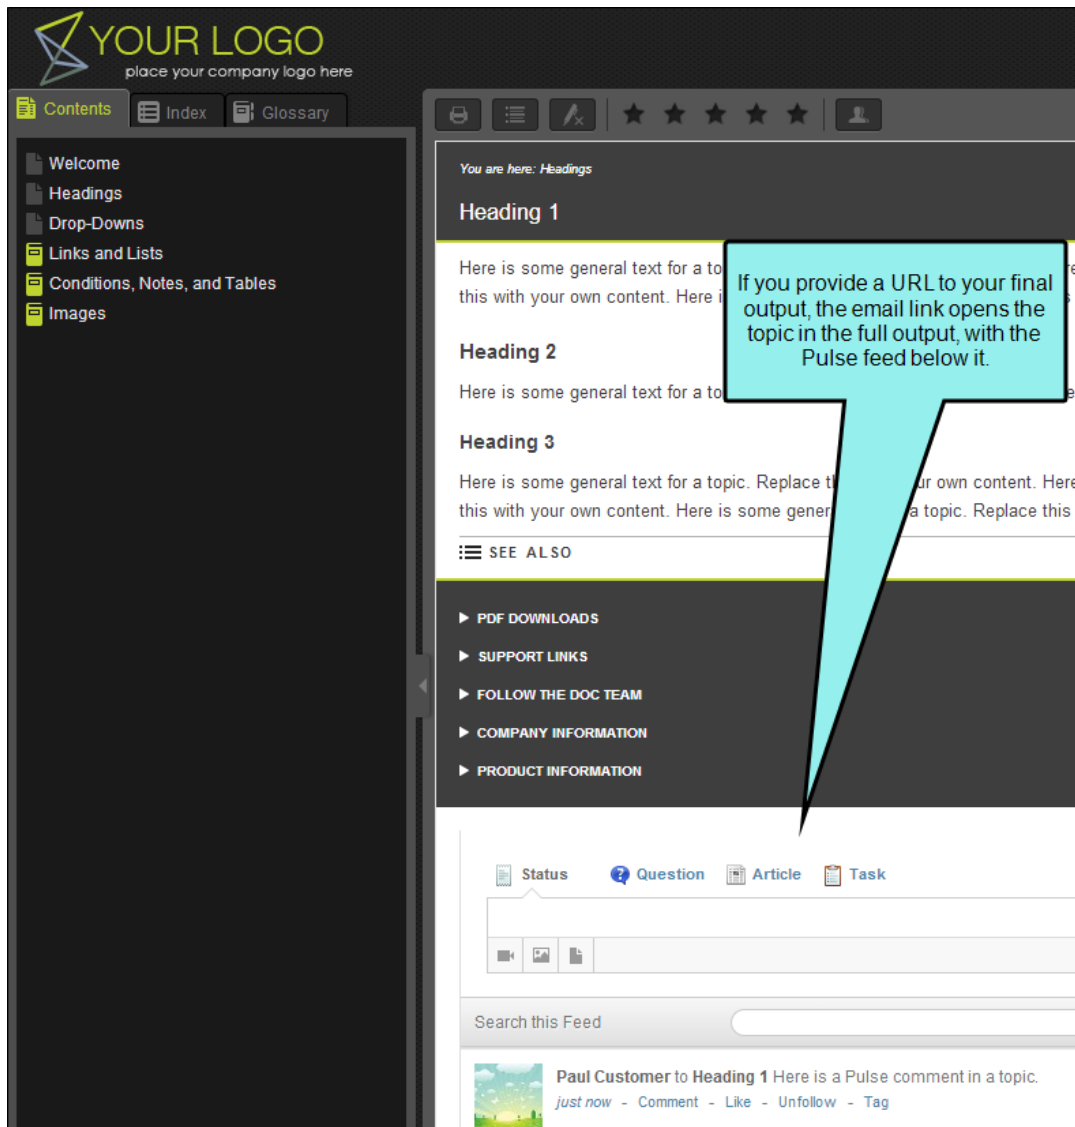 YOUR LOGO
place your company logo here
Contents
Index
Glossary
Welcome
Headings
Drop-Downs
Links and Lists
Conditions, Notes, and Tables
Images
You are here: Headings
Heading 1
Here is some general text for a
this with your own content. Here
If you provide a URL to your final
output, the email link opens the
topic in the full output, with the
Pulse feed below it.
Heading 2
Here is some general text for a
Heading 3
Here is some general text for a topic. Replace own content. Here
this with your own content. Here is some a topic. Replace this
SEE ALSO
PDF DOWNLOADS
SUPPORT LINKS
FOLLOW THE DOC TEAM
COMPANY INFORMATION
PRODUCT INFORMATION
Status
Question
Article
Task
Search this Feed
Paul Customer to Heading 1 Here is a Pulse comment in a topic.
just now - Comment - Like - Unfollow - Tag